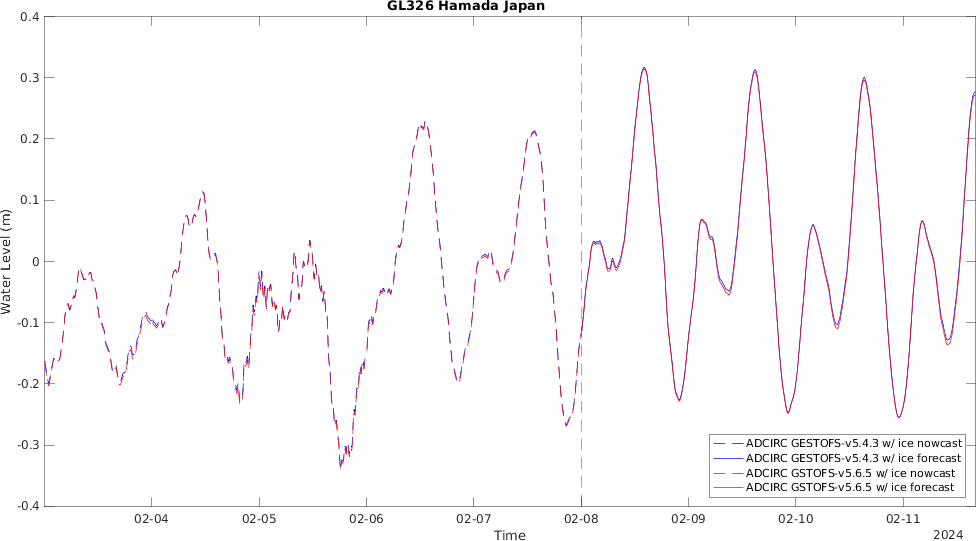 GL326 Hamada Japan
0.4
0.3
0.2
0.1
0
-0.1
-0.2
-0.3
-0.4
Water Level (m)
02-04 02-05 02-06 02-07 02-08 02-09 02-10 02-11
Time
2024
ADCIRC GESTOFS-v5.4.3 w/ ice nowcast
ADCIRC GESTOFS-v5.4.3 w/ ice forecast
ADCIRC GSTOFS-v5.6.5 w/ ice nowcast
ADCIRC GSTOFS-v5.6.5 w/ ice forecast